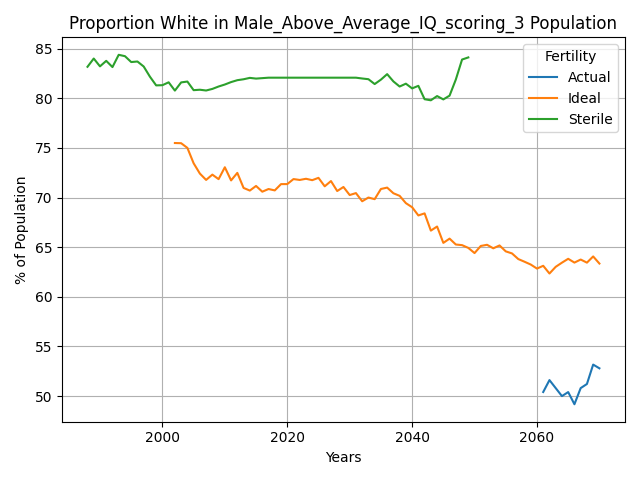 Proportion White in Male_Above_Average_IQ_scoring_3 Population
85
80
75
70
65
60
55
50
% of Population
Fertility
Actual
Ideal
Sterile
2000
2020
2040
2060
Years